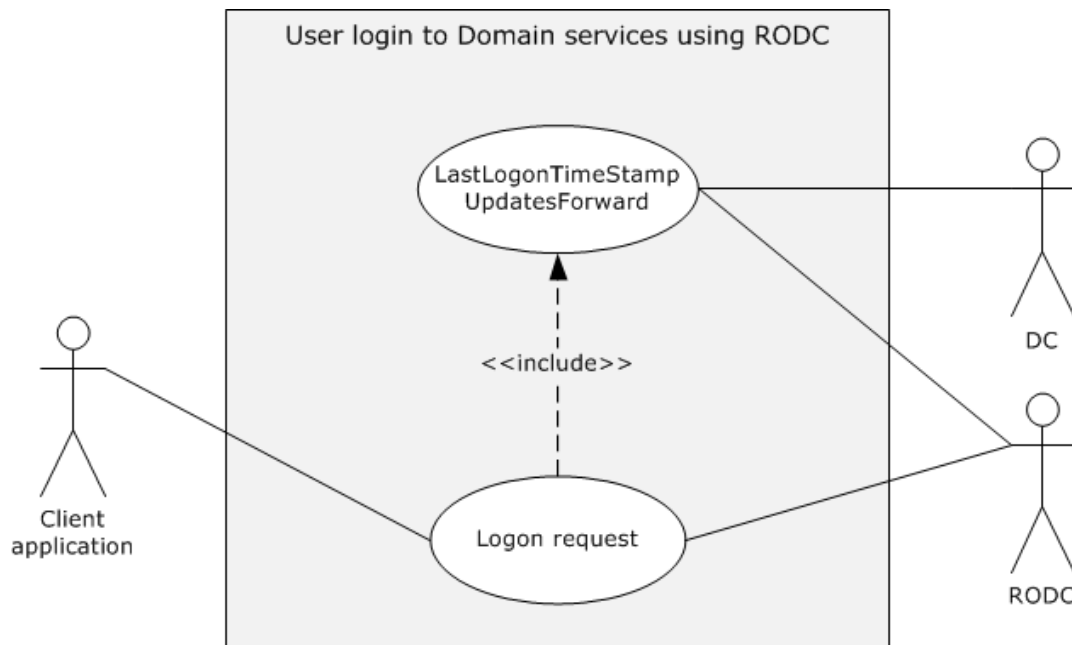 User login to Domain services using RODC
LastLogonTimeStamp
UpdatesForward
DC
<<include>>
Client
application
Logon request
RODC